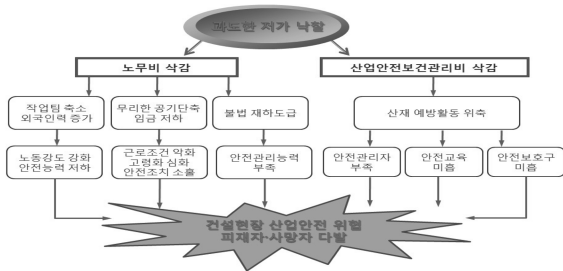 과도한 저가 낙찰
노무비 삭감
산업안전보건관리비 삭감
작업팀 축소
외국인력 증가
무리한 공기단축
임금 저하
불법 재하도급
산재 예방활동 위축
노동강도 강화
안전능력 저하
근로조건 악화
고령화 심화
안전조치 소홀
안전관리능력
부족
안전관리자
부족
안전교육
미흡
안전보호구
미흡
건설현장 산업안전 위협
피재자·사망자 다발